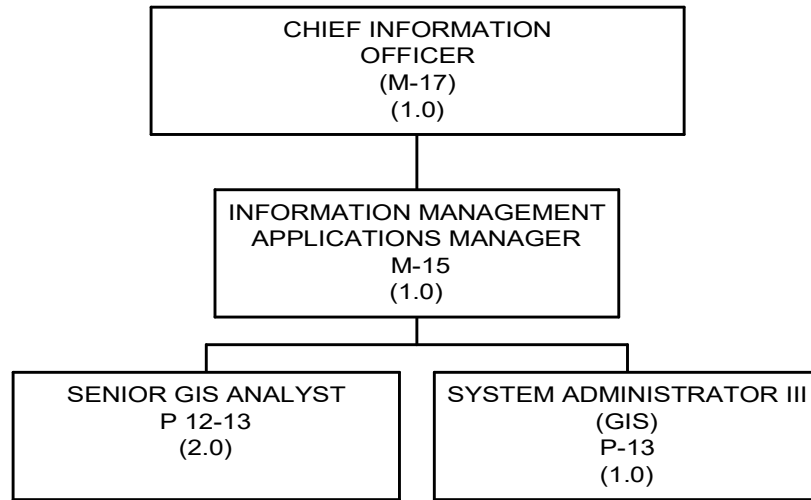 CHIEF INFORMATION
OFFICER
(M-17)
(1.0)
INFORMATION MANAGEMENT
APPLICATIONS MANAGER
M-15
(1.0)
SENIOR GIS ANALYST
P 12-13
(2.0)
SYSTEM ADMINISTRATOR III
(GIS)
P-13
(1.0)